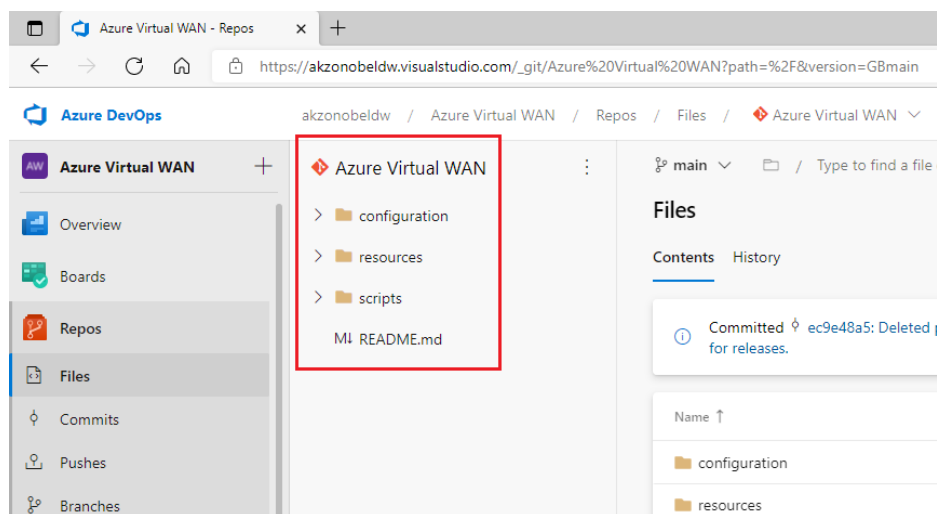 Azure Virtual WAN - Repos
https://akzonobeldw.visualstudio.com/_git/Azure%20Virtual%20WAN?path=%2F&version=GBmain
Azure DevOps
akzonobeldw / Azure Virtual WAN / Repos / Files / Azure Virtual WAN
AW Azure Virtual WAN
Overview
Boards
Repos
Files
Commits
Pushes
Branches
Azure Virtual WAN
configuration
resources
scripts
M↓ README.md
main / Type to find a file
Files
Contents History
Committed ec9e48a5: Deleted p
for releases.
Name ↑
configuration
resources